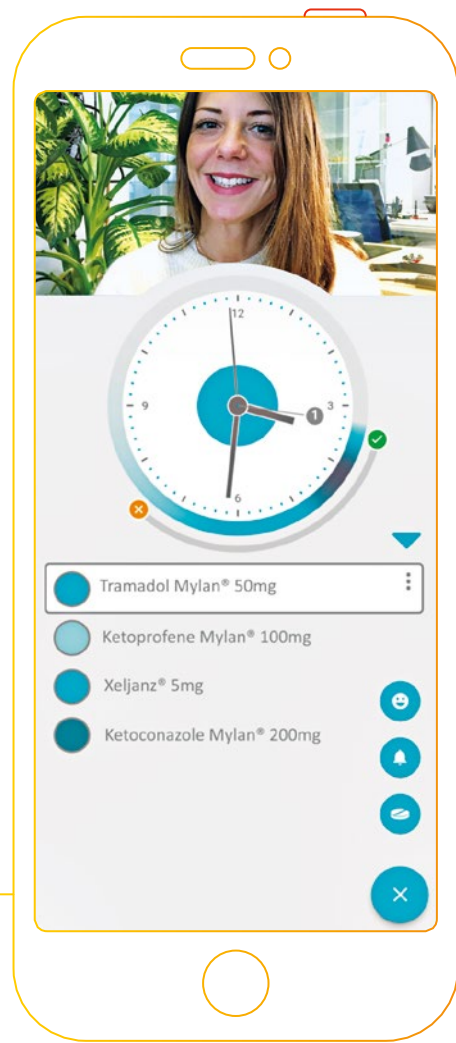 12
1
9
3
6
Tramadol Mylan® 50mg
Ketoprofene Mylan® 100mg
Xeljanz® 5mg
Ketoconazole Mylan® 200mg